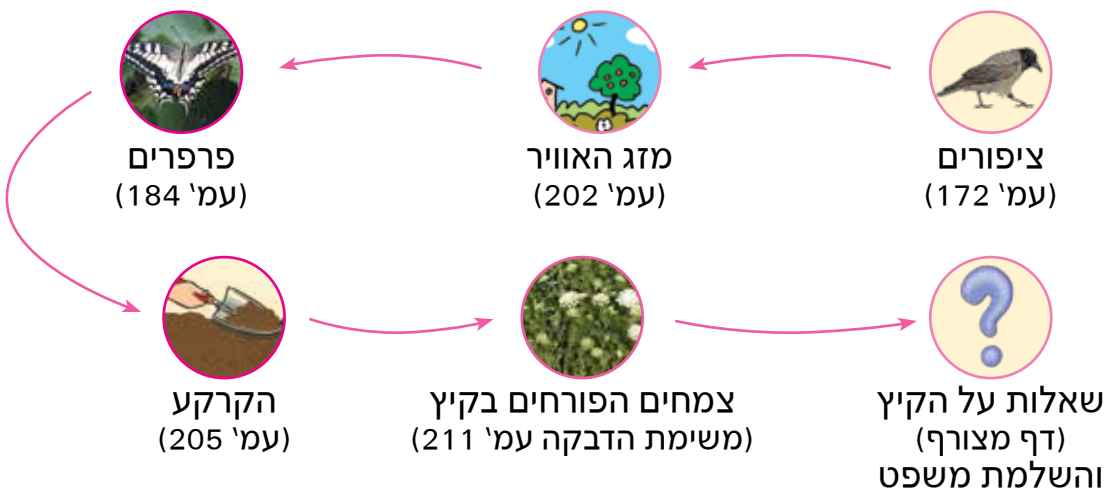 ציפורים
(עמ' 172)
מזג האוויר
(עמ' 202)
פרפרים
(עמ' 184)
הקרקע
(עמ' 205)
צמחים הפורחים בקיץ
(משימת הדבקה עמ' 211)
שאלות על הקיץ
(דף מצורף)
והשלמת משפט